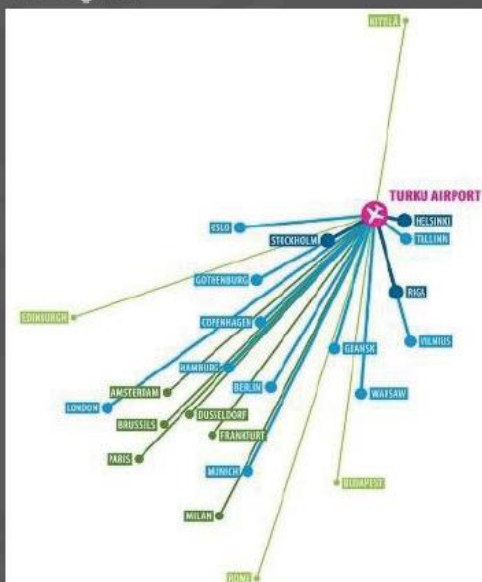 KITTILÄ
TURKU AIRPORT
HELSINKI
OSLO
STOCKHOLM
TALLINN
GOTHENBURG
RIGA
EDINBURGH
COPENHAGEN
VILNIUS
GDANSK
HAMBURG
AMSTERDAM
BERLIN
WARSAW
LONDON
DUSSELDORF
BRUSSELS
FRANKFURT
PARIS
MUNICH
BUDAPEST
MILAN
ROME